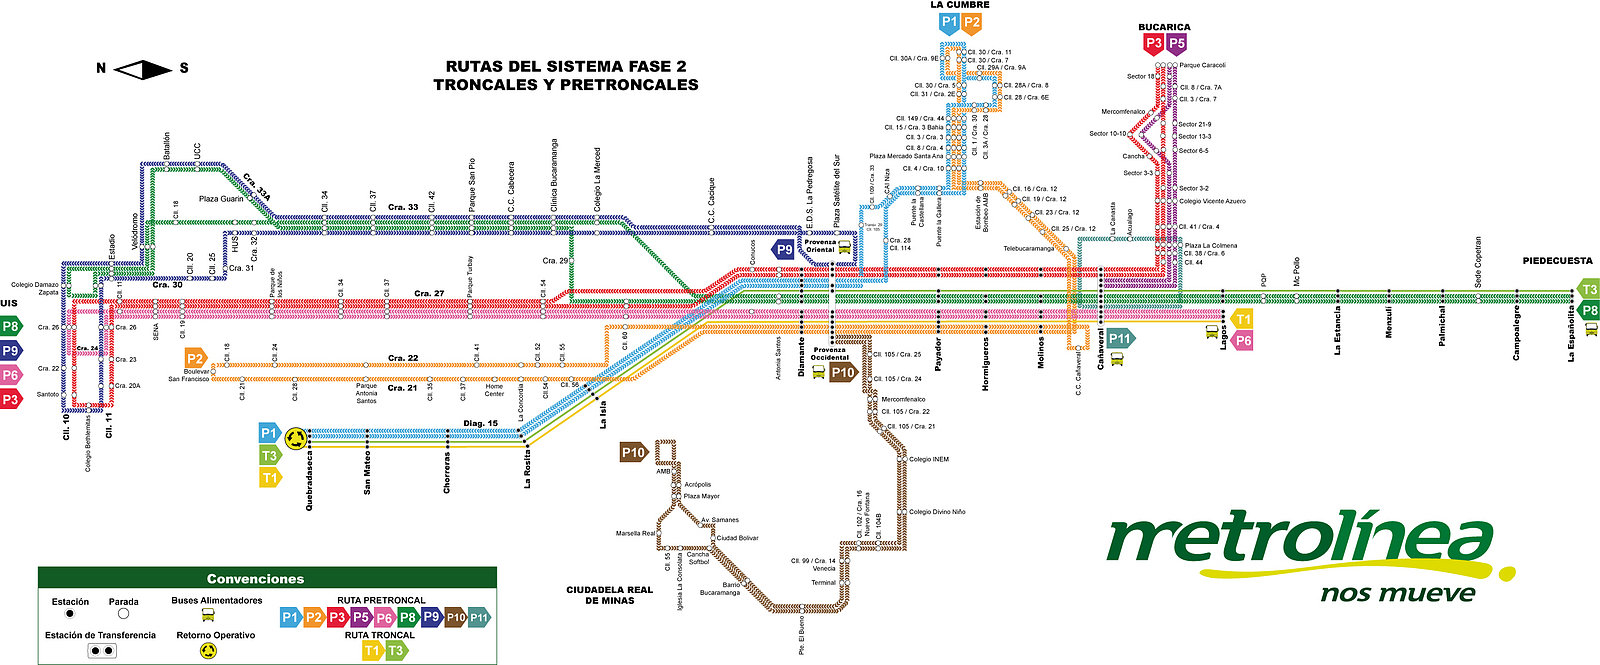 LA CUMBRE
P1 P2
BUCARICA
P3 P5
N S
RUTAS DEL SISTEMA FASE 2
TRONCALES Y PRETRONCALES
Cll. 30 / Cra. 11
Cll. 30A / Cra. 9E
Cll. 30 / Cra. 7
Cll. 29A / Cra. 9A
Cll. 30 / Cra. 5
Cll. 28A / Cra. 8
Cll. 31 / Cra. 2E
Cll. 28 / Cra. 6E
Cll. 149 / Cra. 44
Cll. 15 / Cra. 3 Bahia
Cll. 3 / Cra. 3
Cll. 8 / Cra. 4
Plaza Mercado Santa Ana
Cll. 4 / Cra. 10
Cll. 1 / Cra. 30
Cll. 3A / Cra. 28
Parque Caracolí
Sector 18
Cll. 8 / Cra. 7A
Cll. 3 / Cra. 7
Mercomfenalco
Sector 21-9
Sector 10-10
Sector 13-3
Cancha
Sector 6-5
Sector 3-3
Sector 3-2
Colegio Vicente Azuero
Cll. 41 / Cra. 4
Plaza La Colmena
Cll. 38 / Cra. 6
Cll. 44
La Canasta
Acualago
Cll. 16 / Cra. 12
Cll. 19 / Cra. 12
Cll. 23 / Cra. 12
Cll. 25 / Cra. 12
Telebucaramanga
Estación de
Bombeo AMB
Puente la Gallera
Puente la
Castellana
CAI Niza
Cll. 109 / Cra. 33
Cll. 105
Cra. 28
Cll. 114
Batallón
UCC
Cra. 33A
Plaza Guarin
Cll. 18
Velódromo
Estadio
HUS
Cra. 32
Cra. 31
Cll. 20
Cll. 25
Cra. 30
Cll. 34
Cll. 37
Cra. 33
Cll. 42
Parque San Pio
C.C. Cabecera
Clinica Bucaramanga
Colegio La Merced
C.C. Cacique
E.D.S. La Pedregosa
Plaza Satélite del Sur
P9
Provenza
Oriental
Conucos
Cra. 29
Colegio Damazo
Zapata
Cll. 11
Parque de
los Niños
Cll. 34
Cll. 37
Cra. 27
Parque Turbay
Cll. 54
UIS
P8
P9
P6
P3
Cra. 26
Cra. 26
SENA
Cll. 19
Cra. 24
Cra. 23
Cra. 22
Cra. 20A
Santoto
Cll. 10
Cll. 11
Colegio Bethlemitas
P2
Boulevar
San Francisco
Cll. 18
Cll. 24
Cra. 22
Cll. 41
Cll. 52
Cll. 55
Cll. 60
Cll. 21
Cll. 28
Parque
Antonia
Santos
Cra. 21
Cll. 35
Cll. 37
Home
Center
La Concordia
Cll. 54
Cll. 56
La Isla
P1
T3
T1
Diag. 15
Quebradaseca
San Mateo
Chorreras
La Rosita
Antonia Santos
Diamante
Provenza
Occidental
P10
Payador
Hormigueros
Molinos
C.C. Cañaveral
Cañaveral
P11
Lagos
T1
P6
PQP
Mc Pollo
Sede Copetran
La Estancia
Mensuli
Palmichal
Campoalegre
La Españolita
PIEDECUESTA
T3
P8
Cll. 105 / Cra. 25
Cll. 105 / Cra. 24
Mercomfenalco
Cll. 105 / Cra. 22
Cll. 105 / Cra. 21
Colegio INEM
Colegio Divino Niño
Cll. 102 / Cra. 16
Nuevo Fontana
Cll. 104B
Cll. 99 / Cra. 14
Venecia
Terminal
Pte. El Bueno
Banto
Bucaramanga
P10
AMB
Acrópolis
Plaza Mayor
Av. Samanes
Marsella Real
Ciudad Bolivar
Cll. 55
Iglesia La Consolata
Cancha
Softbol
CIUDADELA REAL
DE MINAS
metrolínea
nos mueve
Convenciones
Estación
Parada
Buses Alimentadores
RUTA PRETRONCAL
P1 P2 P3 P5 P6 P8 P9 P10 P11
Estación de Transferencia
Retorno Operativo
RUTA TRONCAL
T1 T3